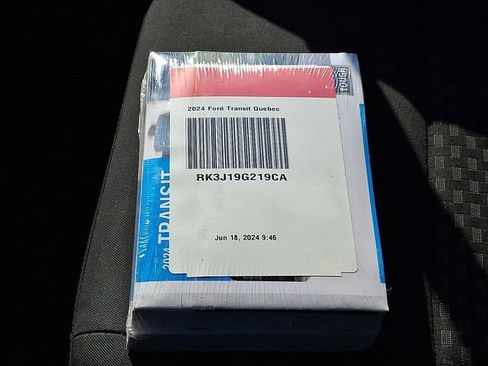 2024 Ford Transit Quebec
RK3J19G219CA
Jun 18, 2024 9:46
2024 TRANSIT
TOUGH